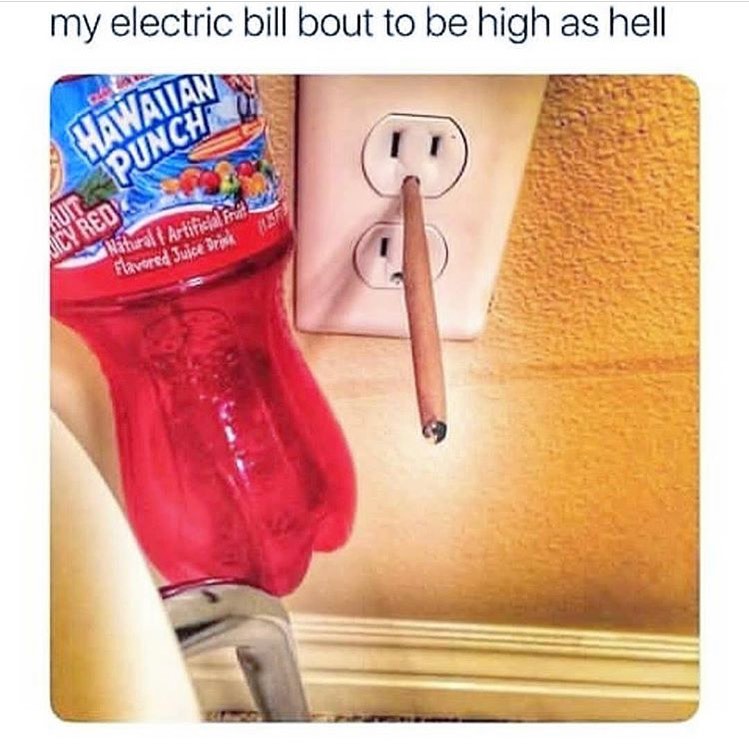 my electric bill bout to be high as hell
HAWAIIAN
PUNCH
RED
Natural & Artificial Fruit
Flavored Juice Drink